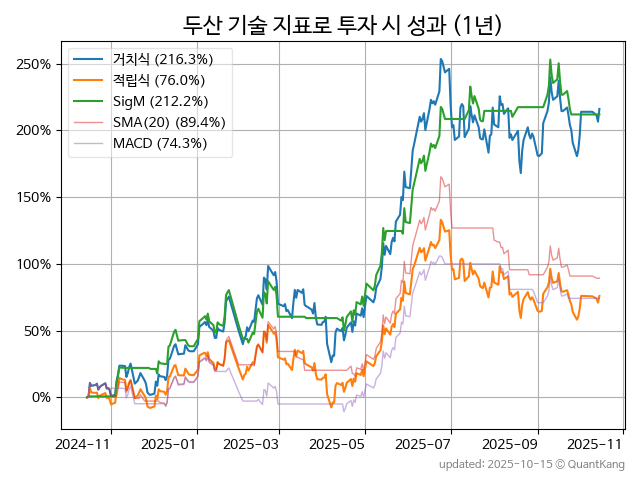 두산 기술 지표로 투자 시 성과 (1년)
거치식 (216.3%)
적립식 (76.0%)
SigM (212.2%)
SMA(20) (89.4%)
MACD (74.3%)
250%
200%
150%
100%
50%
0%
2024-11 2025-01 2025-03 2025-05 2025-07 2025-09 2025-11
updated: 2025-10-15 © QuantKang